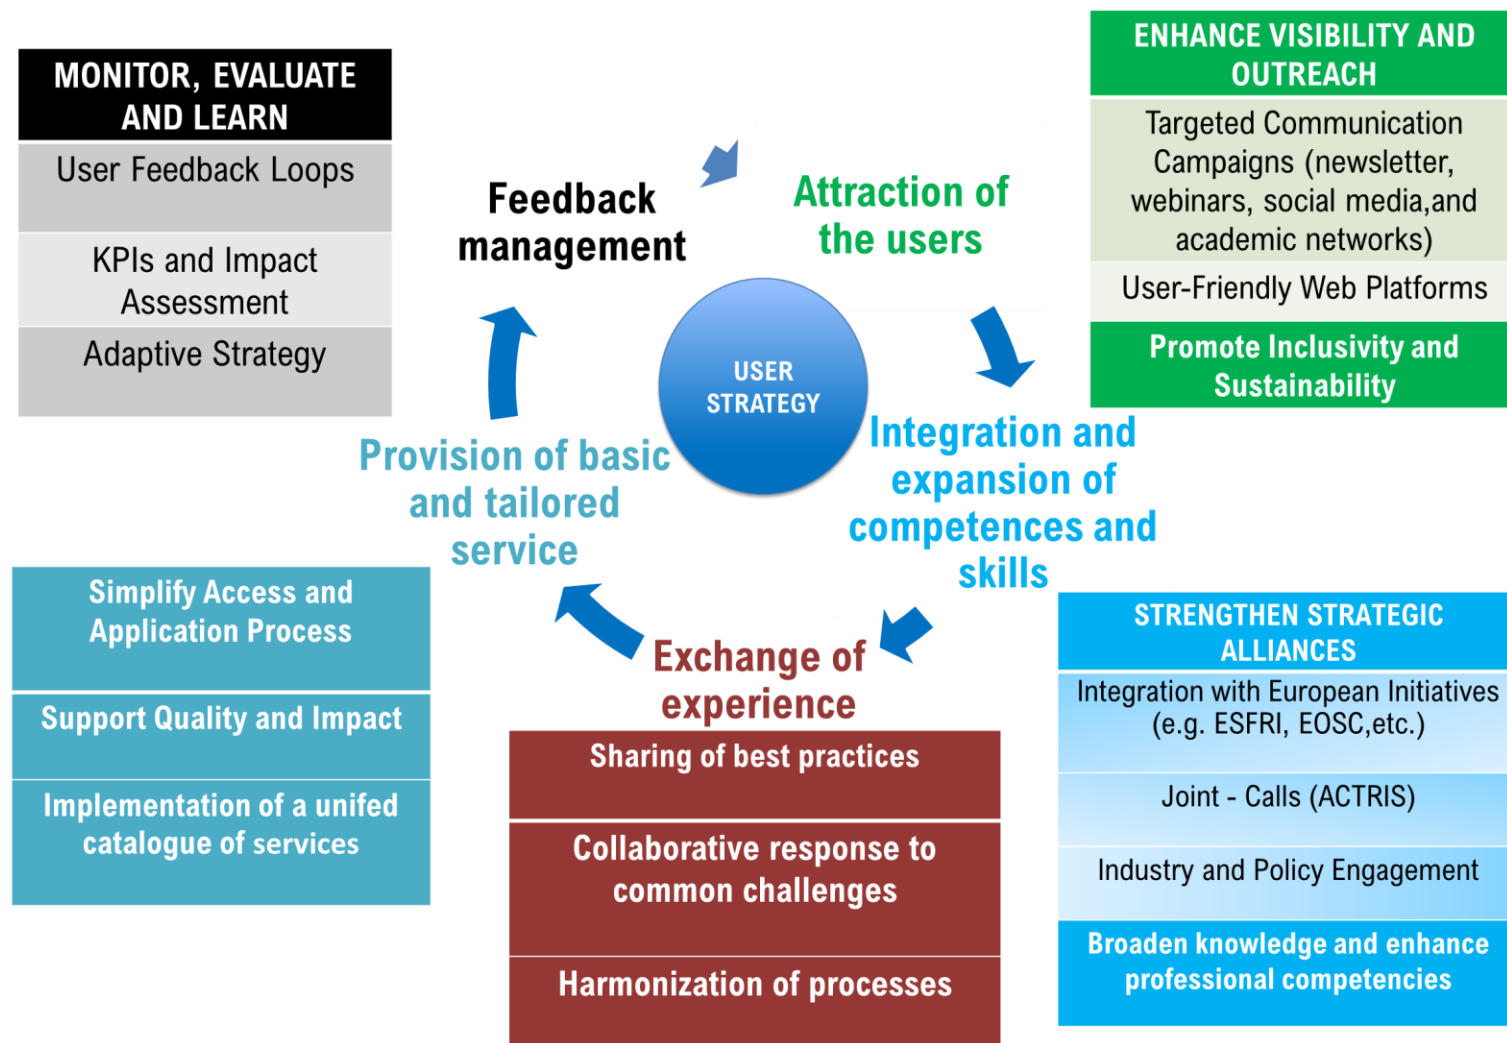 MONITOR, EVALUATE
AND LEARN
User Feedback Loops
KPIs and Impact
Assessment
Adaptive Strategy
Feedback
management
Attraction of
the users
ENHANCE VISIBILITY AND
OUTREACH
Targeted Communication
Campaigns (newsletter,
webinars, social media,and
academic networks)
User-Friendly Web Platforms
Promote Inclusivity and
Sustainability
USER
STRATEGY
Integration and
expansion of
competences and
skills
Provision of basic
and tailored
service
Simplify Access and
Application Process
Support Quality and Impact
Implementation of a unifed
catalogue of services
Exchange of
experience
Sharing of best practices
Collaborative response to
common challenges
Harmonization of processes
STRENGTHEN STRATEGIC
ALLIANCES
Integration with European Initiatives
(e.g. ESFRI, EOSC,etc.)
Joint - Calls (ACTRIS)
Industry and Policy Engagement
Broaden knowledge and enhance
professional competencies